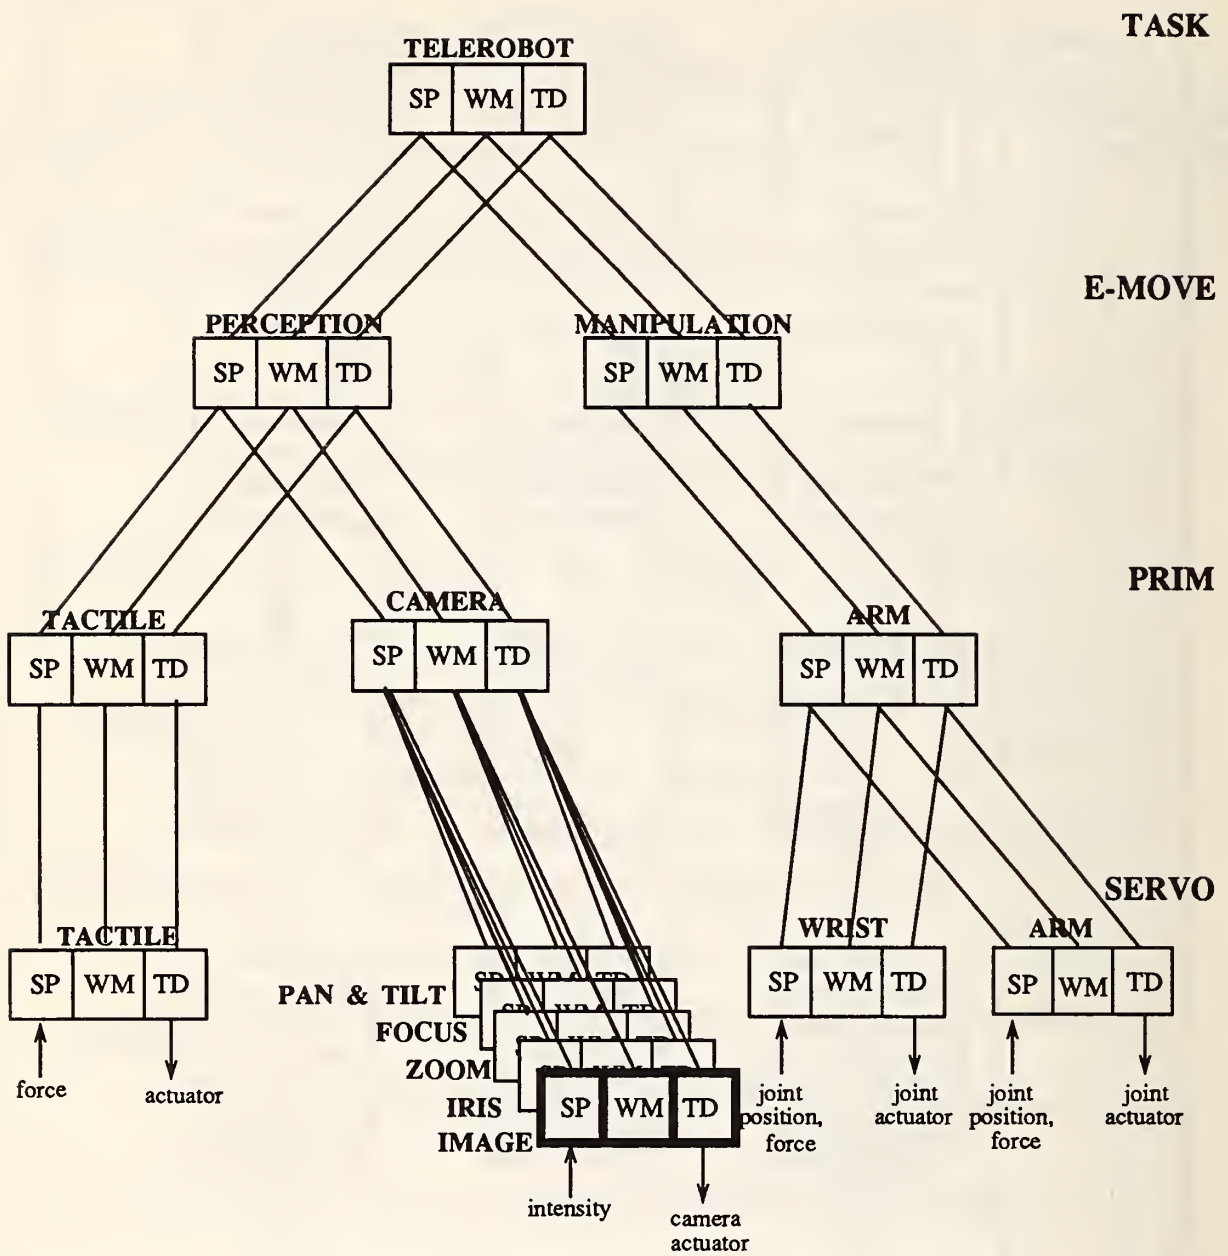 TASK
TELEROBOT
SP WM TD
E-MOVE
PERCEPTION MANIPULATION
SP WM TD SP WM TD
PRIM
TACTILE CAMERA ARM
SP WM TD SP WM TD SP WM TD
SERVO
TACTILE WRIST ARM
SP WM TD SP WM TD SP WM TD
PAN & TILT
FOCUS
ZOOM
IRIS
IMAGE
SP WM TD
force actuator
joint position, force
joint actuator
joint position, force
joint actuator
intensity
camera
actuator